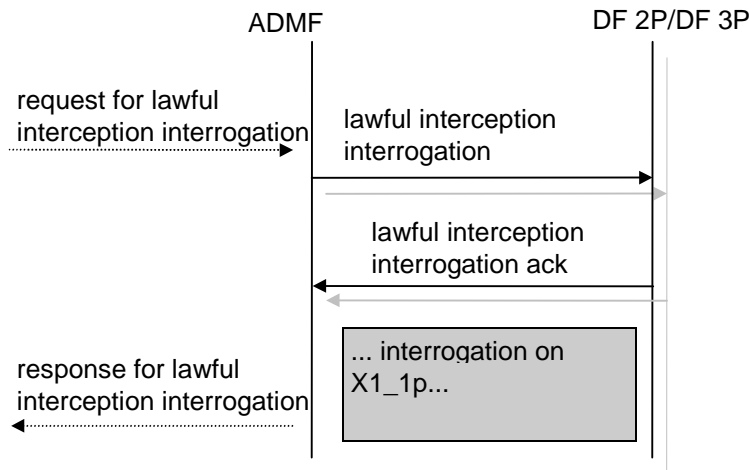 ADMF
DF 2P/DF 3P
request for lawful
interception interrogation
lawful interception
interrogation
lawful interception
interrogation ack
... interrogation on
X1_1p...
response for lawful
interception interrogation